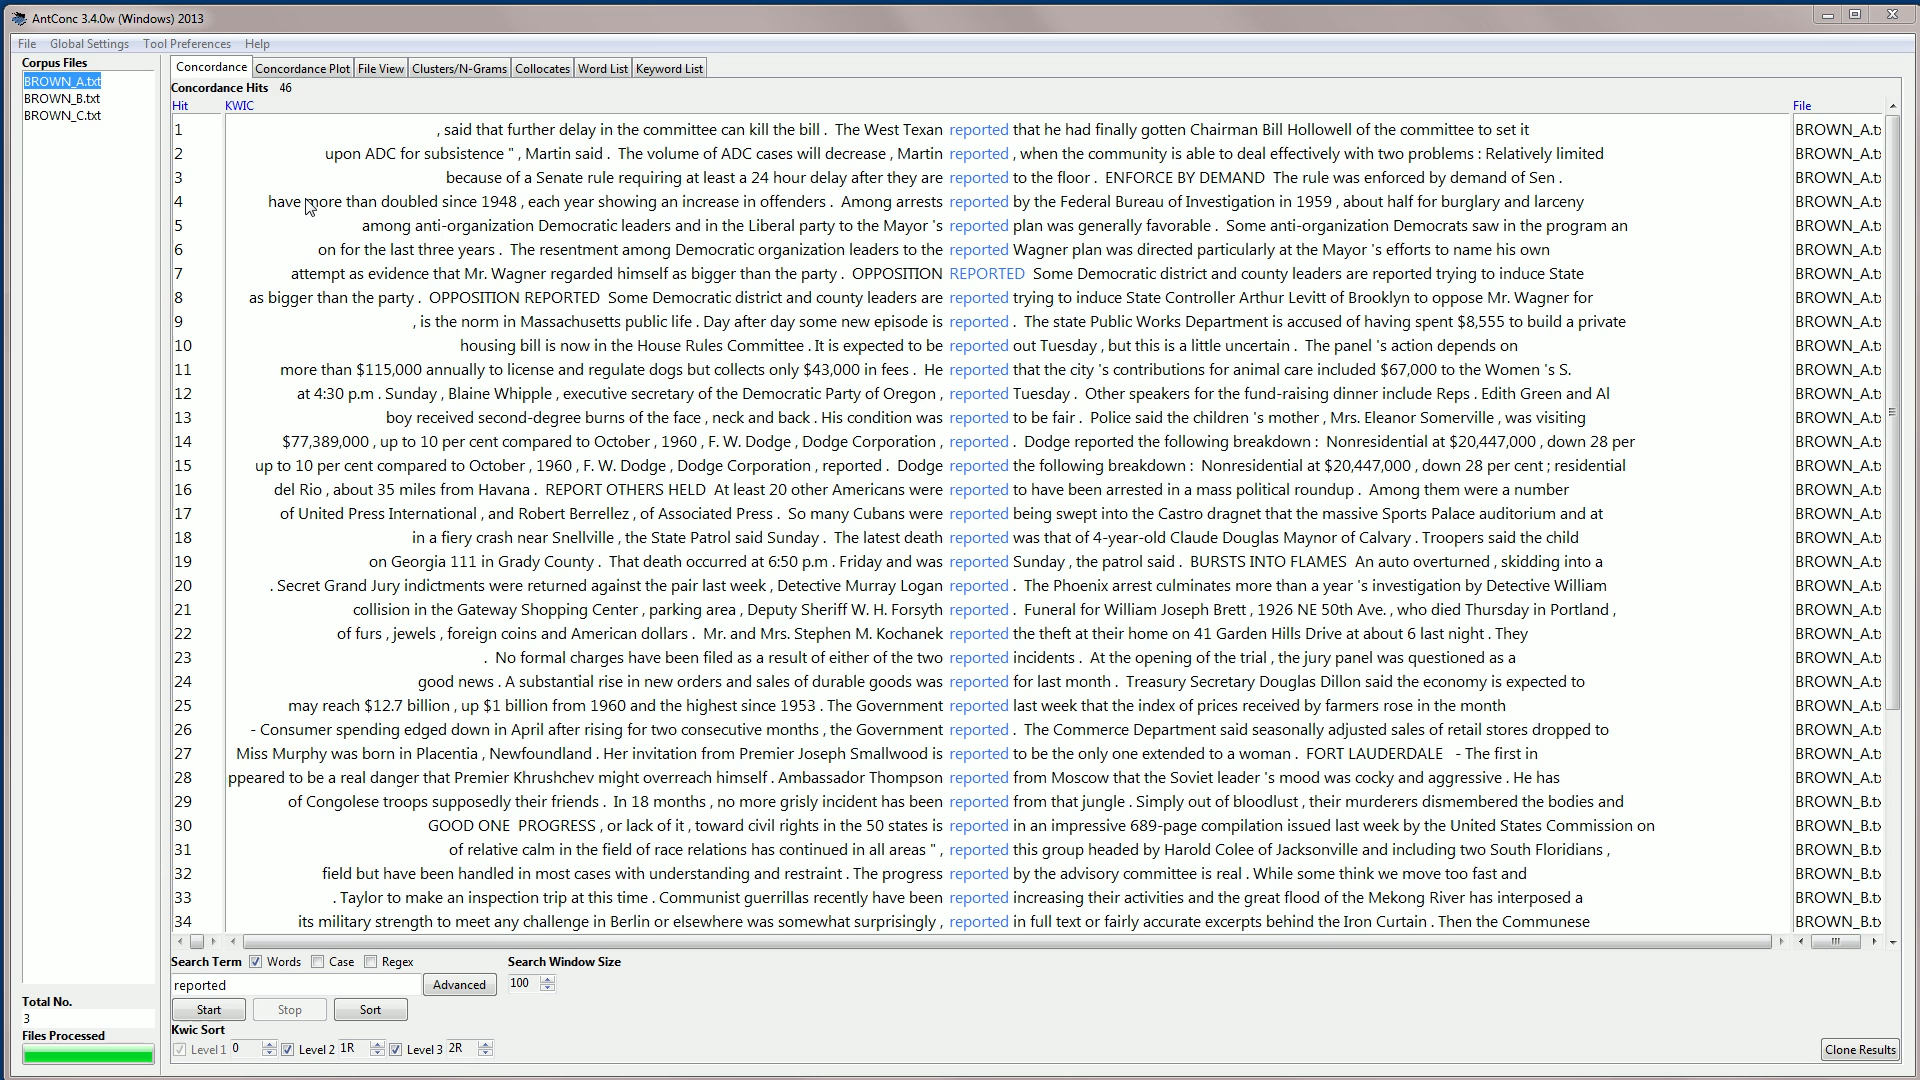 AntConc 3.4.0w (Windows) 2013
File Global Settings Tool Preferences Help
Corpus Files
BROWN_A.txt
BROWN_B.txt
BROWN_C.txt
Concordance Concordance Plot File View Clusters/N-Grams Collocates Word List Keyword List
Concordance Hits 46
Hit KWIC File
1 , said that further delay in the committee can kill the bill . The West Texan reported that he had finally gotten Chairman Bill Hollowell of the committee to set it BROWN_A.t
2 upon ADC for subsistence " , Martin said . The volume of ADC cases will decrease , Martin reported , when the community is able to deal effectively with two problems : Relatively limited BROWN_A.t
3 because of a Senate rule requiring at least a 24 hour delay after they are reported to the floor . ENFORCE BY DEMAND The rule was enforced by demand of Sen . BROWN_A.t
4 have more than doubled since 1948 , each year showing an increase in offenders . Among arrests reported by the Federal Bureau of Investigation in 1959 , about half for burglary and larceny BROWN_A.t
5 among anti-organization Democratic leaders and in the Liberal party to the Mayor 's reported plan was generally favorable . Some anti-organization Democrats saw in the program an BROWN_A.t
6 on for the last three years . The resentment among Democratic organization leaders to the reported Wagner plan was directed particularly at the Mayor 's efforts to name his own BROWN_A.t
7 attempt as evidence that Mr. Wagner regarded himself as bigger than the party . OPPOSITION REPORTED Some Democratic district and county leaders are reported trying to induce State BROWN_A.t
8 as bigger than the party . OPPOSITION REPORTED Some Democratic district and county leaders are reported trying to induce State Controller Arthur Levitt of Brooklyn to oppose Mr. Wagner for BROWN_A.t
9 , is the norm in Massachusetts public life . Day after day some new episode is reported . The state Public Works Department is accused of having spent $8,555 to build a private BROWN_A.t
10 housing bill is now in the House Rules Committee . It is expected to be reported out Tuesday , but this is a little uncertain . The panel 's action depends on BROWN_A.t
11 more than $115,000 annually to license and regulate dogs but collects only $43,000 in fees . He reported that the city 's contributions for animal care included $67,000 to the Women 's S. BROWN_A.t
12 at 4:30 p.m . Sunday , Blaine Whipple , executive secretary of the Democratic Party of Oregon , reported Tuesday . Other speakers for the fund-raising dinner include Reps . Edith Green and Al BROWN_A.t
13 boy received second-degree burns of the face , neck and back . His condition was reported to be fair . Police said the children 's mother , Mrs. Eleanor Somerville , was visiting BROWN_A.t
14 $77,389,000 , up to 10 per cent compared to October , 1960 , F. W. Dodge , Dodge Corporation , reported . Dodge reported the following breakdown : Nonresidential at $20,447,000 , down 28 per BROWN_A.t
15 up to 10 per cent compared to October , 1960 , F. W. Dodge , Dodge Corporation , reported . Dodge reported the following breakdown : Nonresidential at $20,447,000 , down 28 per cent ; residential BROWN_A.t
16 del Rio , about 35 miles from Havana . REPORT OTHERS HELD At least 20 other Americans were reported to have been arrested in a mass political roundup . Among them were a number BROWN_A.t
17 of United Press International , and Robert Berrellez , of Associated Press . So many Cubans were reported being swept into the Castro dragnet that the massive Sports Palace auditorium and at BROWN_A.t
18 in a fiery crash near Snellville , the State Patrol said Sunday . The latest death reported was that of 4-year-old Claude Douglas Maynor of Calvary . Troopers said the child BROWN_A.t
19 on Georgia 111 in Grady County . That death occurred at 6:50 p.m . Friday and was reported Sunday , the patrol said . BURSTS INTO FLAMES An auto overturned , skidding into a BROWN_A.t
20 . Secret Grand Jury indictments were returned against the pair last week , Detective Murray Logan reported . The Phoenix arrest culminates more than a year 's investigation by Detective William BROWN_A.t
21 collision in the Gateway Shopping Center , parking area , Deputy Sheriff W. H. Forsyth reported . Funeral for William Joseph Brett , 1926 NE 50th Ave. , who died Thursday in Portland , BROWN_A.t
22 of furs , jewels , foreign coins and American dollars . Mr. and Mrs. Stephen M. Kochanek reported the theft at their home on 41 Garden Hills Drive at about 6 last night . They BROWN_A.t
23 . No formal charges have been filed as a result of either of the two reported incidents . At the opening of the trial , the jury panel was questioned as a BROWN_A.t
24 good news . A substantial rise in new orders and sales of durable goods was reported for last month . Treasury Secretary Douglas Dillon said the economy is expected to BROWN_A.t
25 may reach $12.7 billion , up $1 billion from 1960 and the highest since 1953 . The Government reported last week that the index of prices received by farmers rose in the month BROWN_A.t
26 - Consumer spending edged down in April after rising for two consecutive months , the Government reported . The Commerce Department said seasonally adjusted sales of retail stores dropped to BROWN_A.t
27 Miss Murphy was born in Placentia , Newfoundland . Her invitation from Premier Joseph Smallwood is reported to be the only one extended to a woman . FORT LAUDERDALE - The first in BROWN_A.t
28 ppeared to be a real danger that Premier Khrushchev might overreach himself . Ambassador Thompson reported from Moscow that the Soviet leader 's mood was cocky and aggressive . He has BROWN_A.t
29 of Congolese troops supposedly their friends . In 18 months , no more grisly incident has been reported from that jungle . Simply out of bloodlust , their murderers dismembered the bodies and BROWN_B.t
30 GOOD ONE PROGRESS , or lack of it , toward civil rights in the 50 states is reported in an impressive 689-page compilation issued last week by the United States Commission on BROWN_B.t
31 of relative calm in the field of race relations has continued in all areas " , reported this group headed by Harold Colee of Jacksonville and including two South Floridians , BROWN_B.t
32 field but have been handled in most cases with understanding and restraint . The progress reported by the advisory committee is real . While some think we move too fast and BROWN_B.t
33 . Taylor to make an inspection trip at this time . Communist guerrillas recently have been reported increasing their activities and the great flood of the Mekong River has interposed a BROWN_B.t
34 its military strength to meet any challenge in Berlin or elsewhere was somewhat surprisingly , reported in full text or fairly accurate excerpts behind the Iron Curtain . Then the Communese BROWN_B.t
Search Term Words Case Regex Search Window Size
reported Advanced 100
Start Stop Sort
Total No.
3
Files Processed
Kwic Sort
Level 1 0 Level 2 1R Level 3 2R
Clone Results